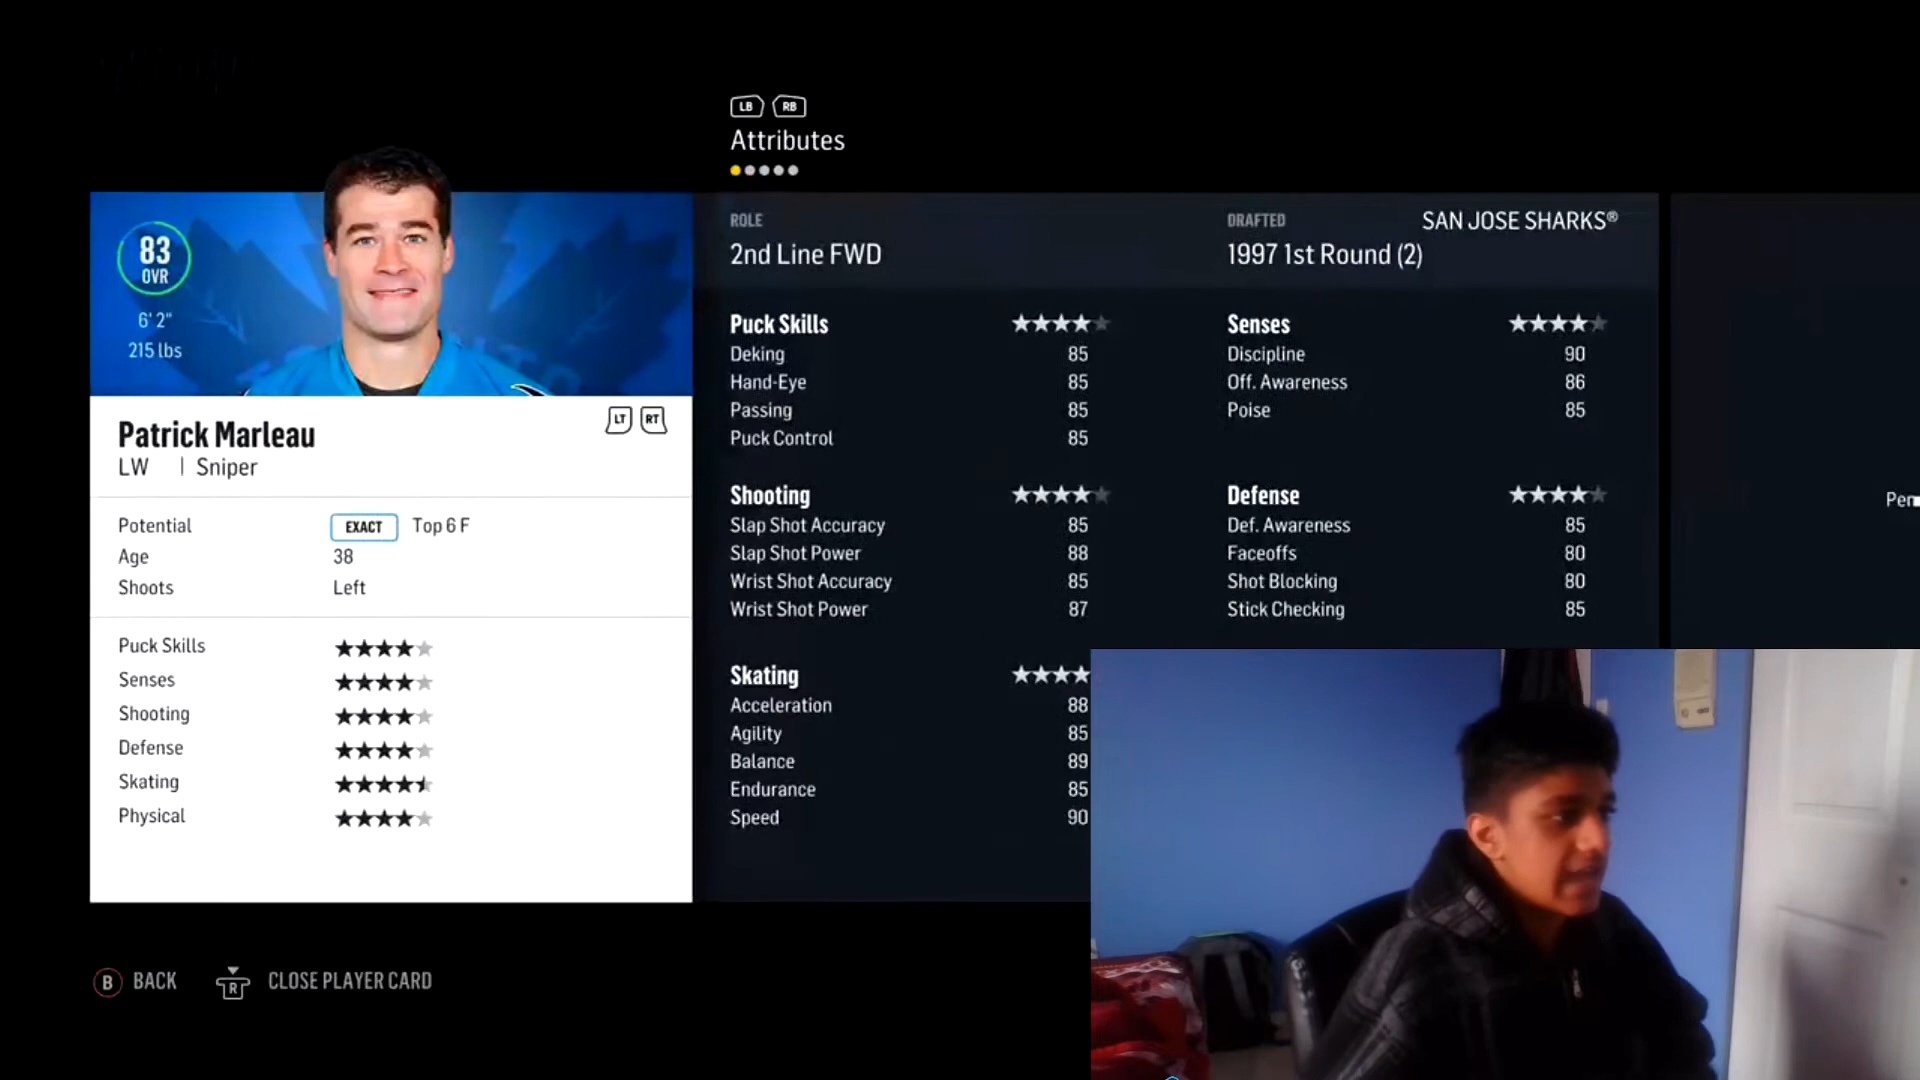 LB RB
Attributes
83
OVR
6' 2"
215 lbs
Patrick Marleau
LT RT
LW | Sniper
Potential EXACT Top 6 F
Age 38
Shoots Left
Puck Skills
Senses
Shooting
Defense
Skating
Physical
ROLE
2nd Line FWD
DRAFTED
SAN JOSE SHARKS®
1997 1st Round (2)
Puck Skills
Deking 85
Hand-Eye 85
Passing 85
Puck Control 85
Senses
Discipline 90
Off. Awareness 86
Poise 85
Shooting
Slap Shot Accuracy 85
Slap Shot Power 88
Wrist Shot Accuracy 85
Wrist Shot Power 87
Defense
Def. Awareness 85
Faceoffs 80
Shot Blocking 80
Stick Checking 85
Skating
Acceleration 88
Agility 85
Balance 89
Endurance 85
Speed 90
B BACK
R CLOSE PLAYER CARD